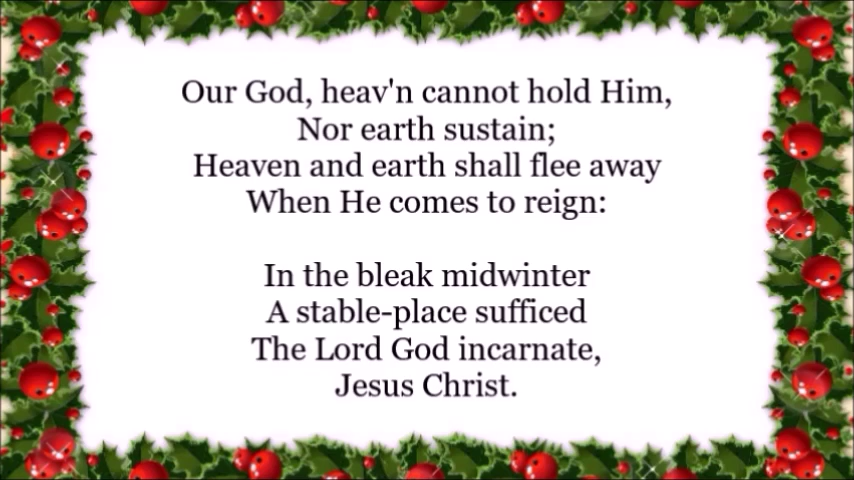 Our God, heav'n cannot hold Him,
Nor earth sustain;
Heaven and earth shall flee away
When He comes to reign:
In the bleak midwinter
A stable-place sufficed
The Lord God incarnate,
Jesus Christ.